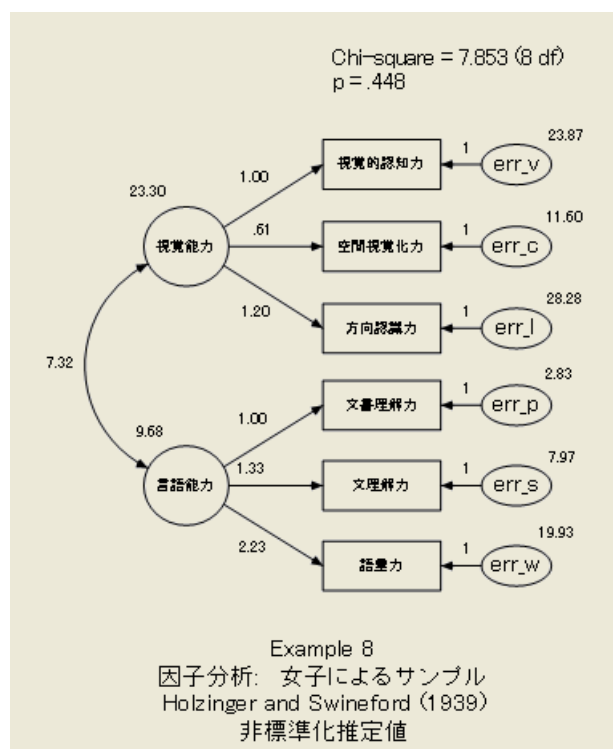 Chi-square = 7.853 (8 df)
p = .448
23.87
1.00
視覚的認知力
1
err_v
23.30
11.60
視覚能力
.61
空間視覚化力
1
err_c
28.28
1.20
方向認識力
1
err_l
7.32
2.83
9.68
1.00
文書理解力
1
err_p
7.97
言語能力
1.33
文理解力
1
err_s
19.93
2.23
語彙力
1
err_w
Example 8
因子分析: 女子によるサンプル
Holzinger and Swineford (1939)
非標準化推定値